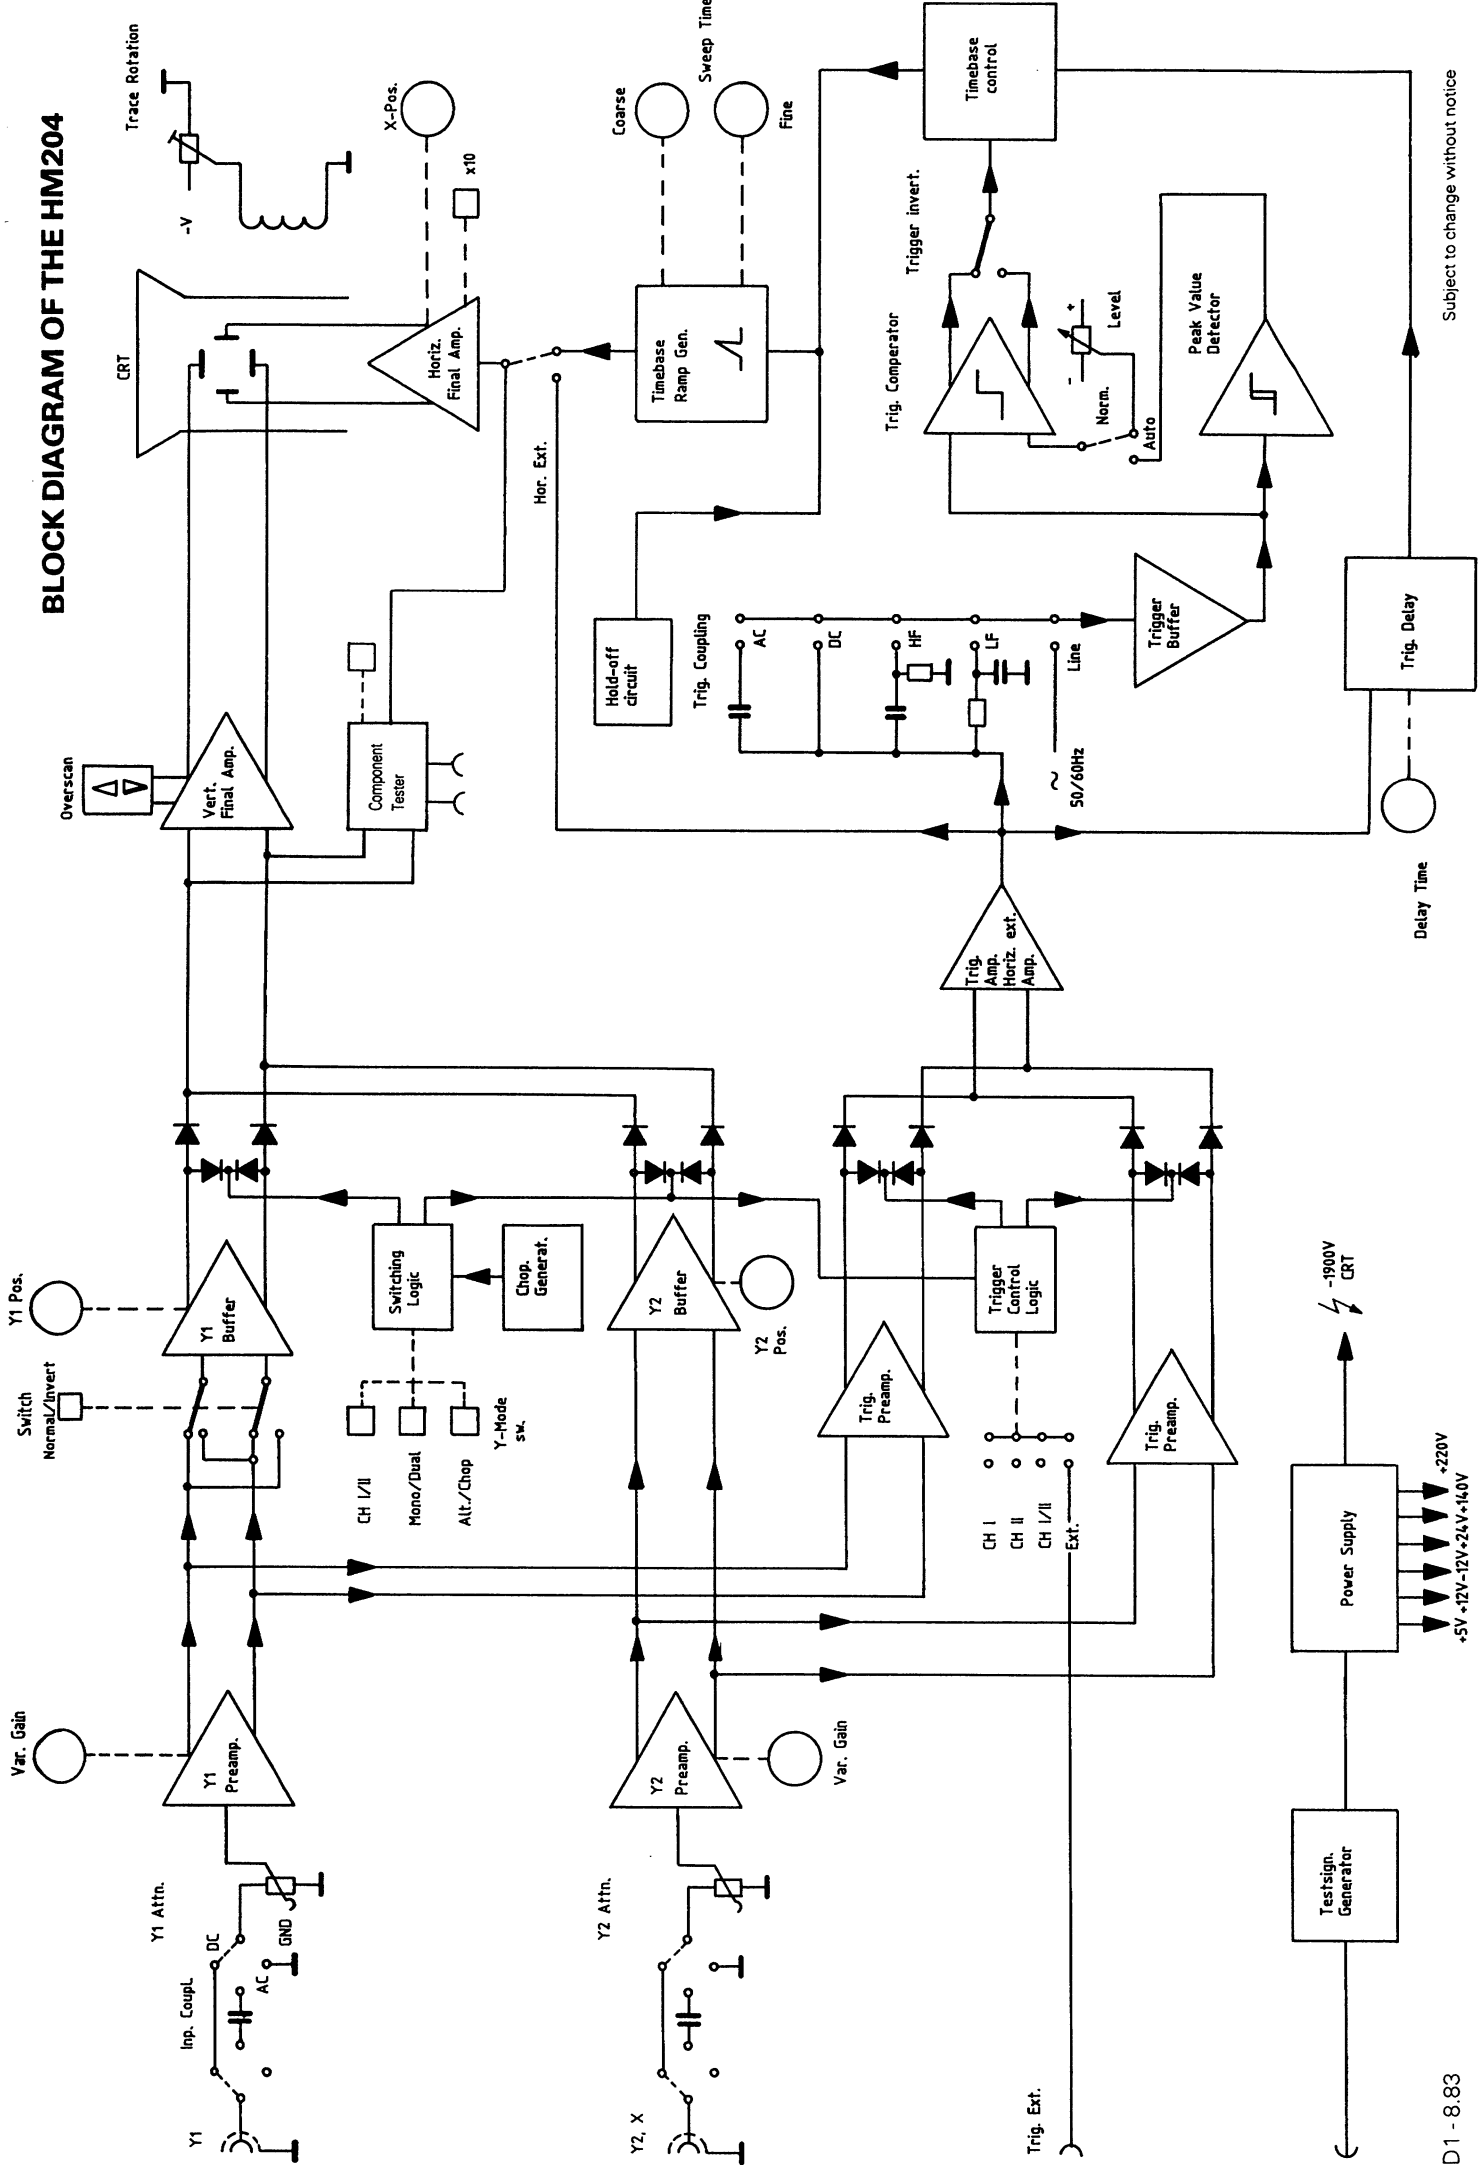 BLOCK DIAGRAM OF THE HM204
Var. Gain
Switch
Normal/Invert
Y1 Pos.
Overscan
CRT
Trace Rotation
-V
Y1
Inp. Coupl.
DC
AC
GND
Y1 Attn.
Y1
Preamp.
Y1
Buffer
Vert.
Final Amp.
X-Pos.
x10
Horiz.
Final Amp.
CH I/II
Mono/Dual
Alt./Chop
Y-Mode
sw.
Switching
Logic
Chop.
Generat.
Component
Tester
Hor. Ext.
Y2, X
Y2 Attn.
Y2
Preamp.
Var. Gain
Y2
Buffer
Y2
Pos.
Hold-off
circuit
Timebase
Ramp Gen.
Coarse
Sweep Time
Fine
Trig. Coupling
AC
DC
HF
LF
Line
~
50/60Hz
Trig.
Preamp.
Trigger
Control
Logic
Trig.
Amp.
Horiz. ext.
Amp.
Trig. Comperator
Trigger invert.
Timebase
control
Norm.
Auto
- +
Level
Peak Value
Detector
Trigger
Buffer
CH I
CH II
CH I/II
Ext.
Trig. Ext.
Trig.
Preamp.
Trig. Delay
Delay Time
Testsign.
Generator
Power Supply
-1900V
CRT
+5V +12V -12V +24V +140V
+220V
D1 - 8.83
Subject to change without notice